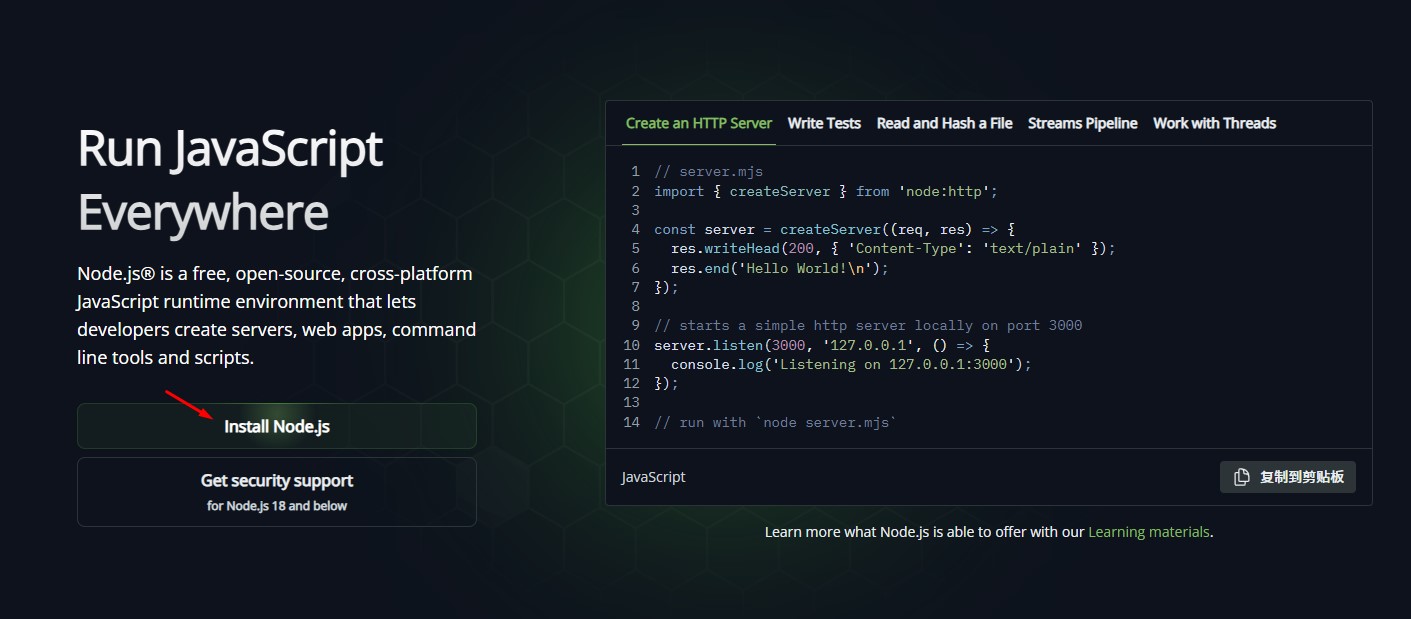 Run JavaScript
Everywhere
Node.js® is a free, open-source, cross-platform
JavaScript runtime environment that lets
developers create servers, web apps, command
line tools and scripts.
Install Node.js
Get security support
for Node.js 18 and below
Create an HTTP Server Write Tests Read and Hash a File Streams Pipeline Work with Threads
1 // server.mjs
2 import { createServer } from 'node:http';
3
4 const server = createServer((req, res) => {
5   res.writeHead(200, { 'Content-Type': 'text/plain' });
6   res.end('Hello World!\n');
7 });
8
9 // starts a simple http server locally on port 3000
10 server.listen(3000, '127.0.0.1', () => {
11   console.log('Listening on 127.0.0.1:3000');
12 });
13
14 // run with `node server.mjs`
JavaScript 复制到剪贴板
Learn more what Node.js is able to offer with our Learning materials.